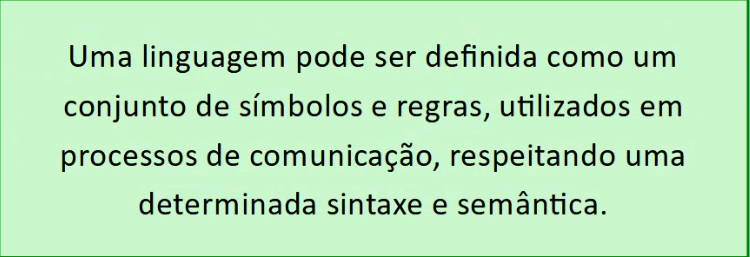 Uma linguagem pode ser definida como um
conjunto de símbolos e regras, utilizados em
processos de comunicação, respeitando uma
determinada sintaxe e semântica.